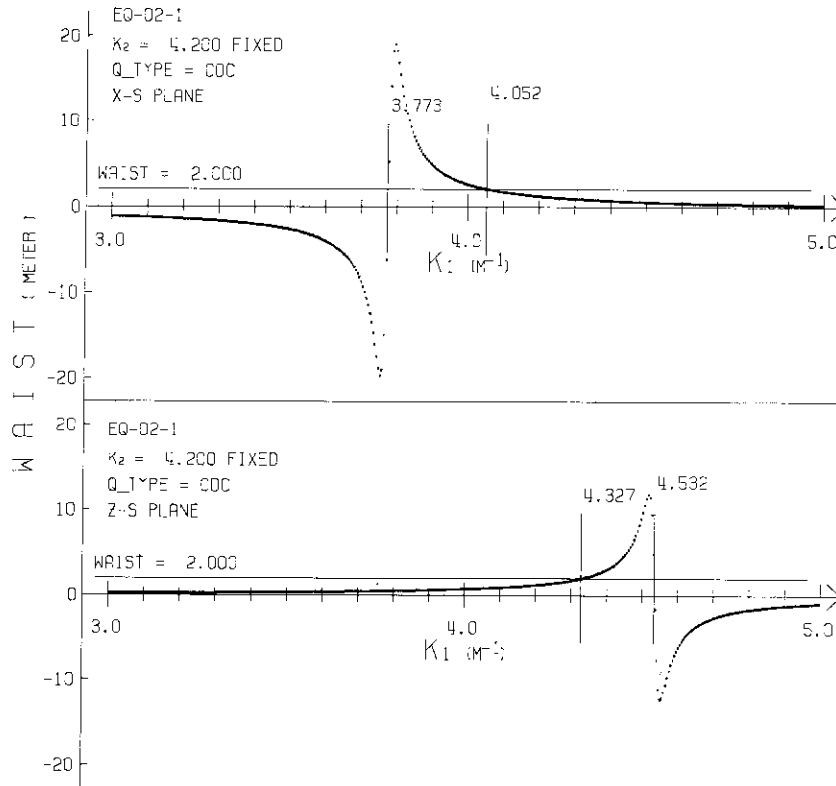 20
EQ-02-1
K2 = 4.200 FIXED
Q_TYPE = CDC
X-S PLANE
3.773
4.052
10
WAIST = 2.000
0
3.0
4.0
5.0
K1 (M-1)
-10
-20
WAIST (METER)
20
EQ-02-1
K2 = 4.200 FIXED
Q_TYPE = CDC
Z-S PLANE
4.327
4.532
10
WAIST = 2.000
0
3.0
4.0
5.0
K1 (M-1)
-10
-20